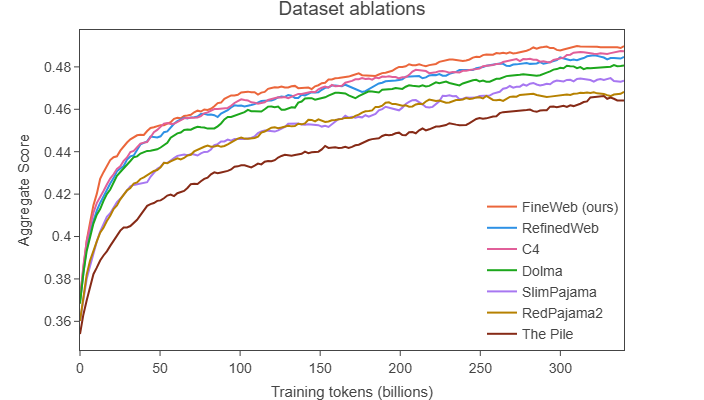 Dataset ablations
Aggregate Score
0.48
0.46
0.44
0.42
0.4
0.38
0.36
FineWeb (ours)
RefinedWeb
C4
Dolma
SlimPajama
RedPajama2
The Pile
0 50 100 150 200 250 300
Training tokens (billions)